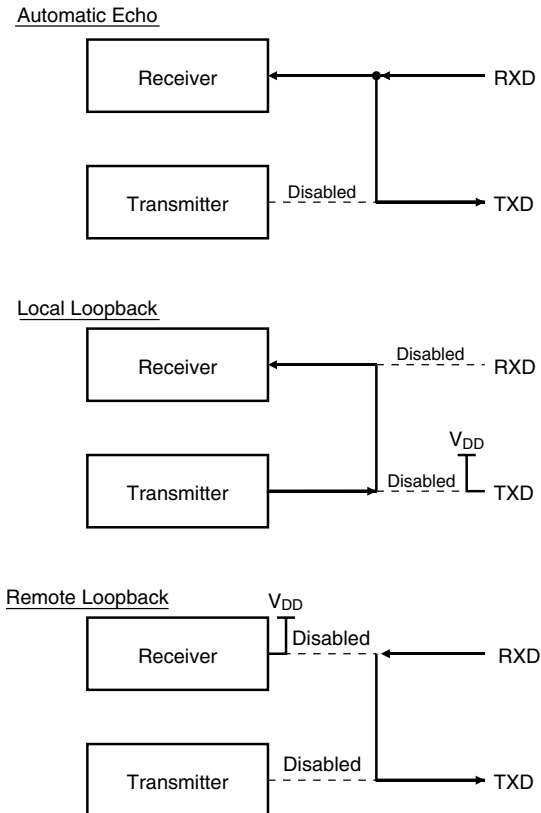 Automatic Echo
Receiver
RXD
Transmitter
Disabled
TXD
Local Loopback
Receiver
Disabled
RXD
VDD
Transmitter
Disabled
TXD
Remote Loopback
VDD
Receiver
Disabled
RXD
Transmitter
Disabled
TXD